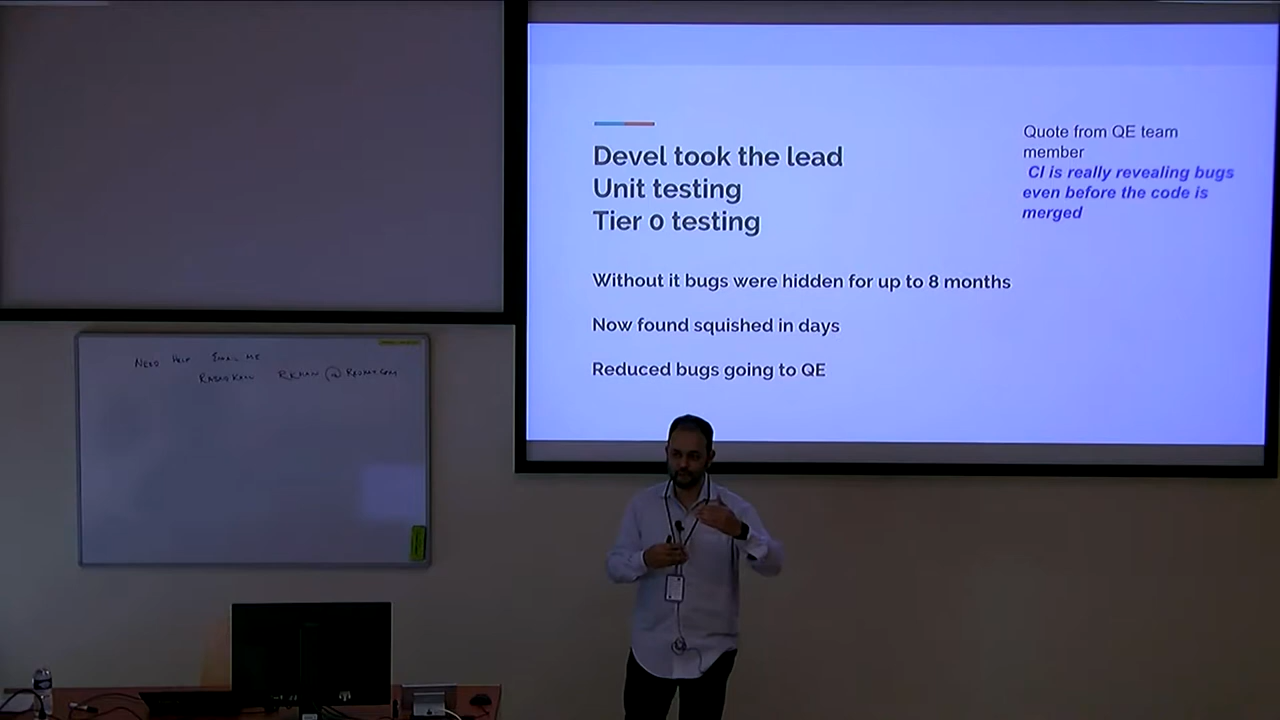 Devel took the lead
Unit testing
Tier 0 testing
Without it bugs were hidden for up to 8 months
Now found squished in days
Reduced bugs going to QE
Quote from QE team
member
CI is really revealing bugs
even before the code is
merged
NEED HELP EMAIL ME